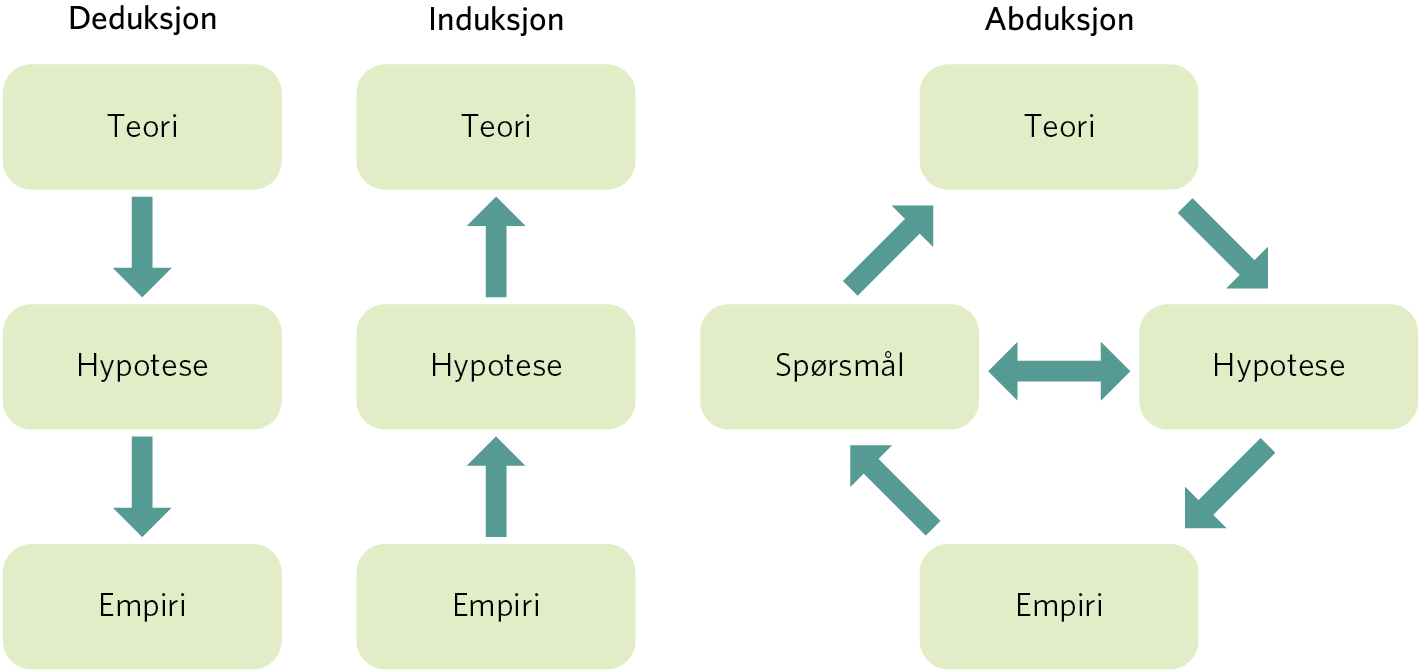 Deduksjon
Teori
Hypotese
Empiri
Induksjon
Teori
Hypotese
Empiri
Abduksjon
Teori
Spørsmål
Hypotese
Empiri